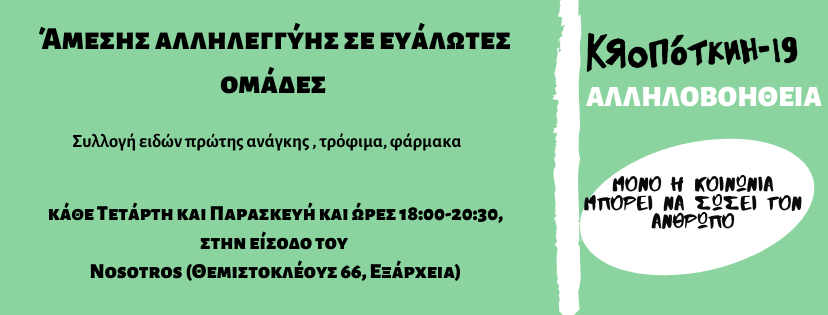 Άμεσης αλληλεγγύης σε ευάλωτες
ομάδες
Συλλογή ειδών πρώτης ανάγκης , τρόφιμα, φάρμακα
κάθε Τετάρτη και Παρασκευή και ώρες 18:00-20:30,
στην είσοδο του
Nosotros (Θεμιστοκλέους 66, Εξάρχεια)
КЯОПÓТКИН-19
ΑΛΛΗΛΟΒΟΗΘΕΙΑ
ΜΟΝΟ Η ΚΟΙΝΩΝΙΑ
ΜΠΟΡΕΙ ΝΑ ΣΩΣΕΙ ΤΟΝ
ΑΝΘΡΩΠΟ